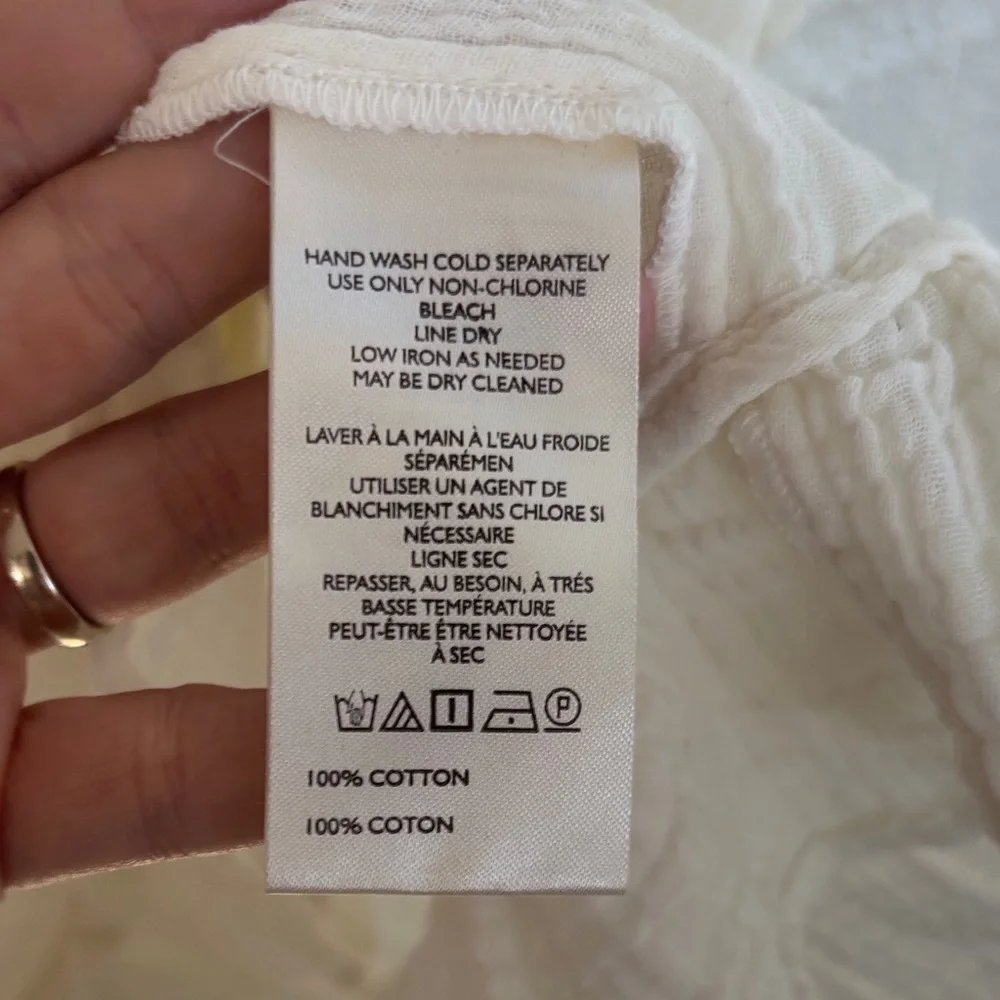 HAND WASH COLD SEPARATELY
USE ONLY NON-CHLORINE
BLEACH
LINE DRY
LOW IRON AS NEEDED
MAY BE DRY CLEANED
LAVER À LA MAIN À L'EAU FROIDE
SÉPARÉMEN
UTILISER UN AGENT DE
BLANCHIMENT SANS CHLORE SI
NÉCESSAIRE
LIGNE SEC
REPASSER, AU BESOIN, À TRÉS
BASSE TEMPÉRATURE
PEUT-ÊTRE ÊTRE NETTOYÉE
À SEC
P
100% COTTON
100% COTON